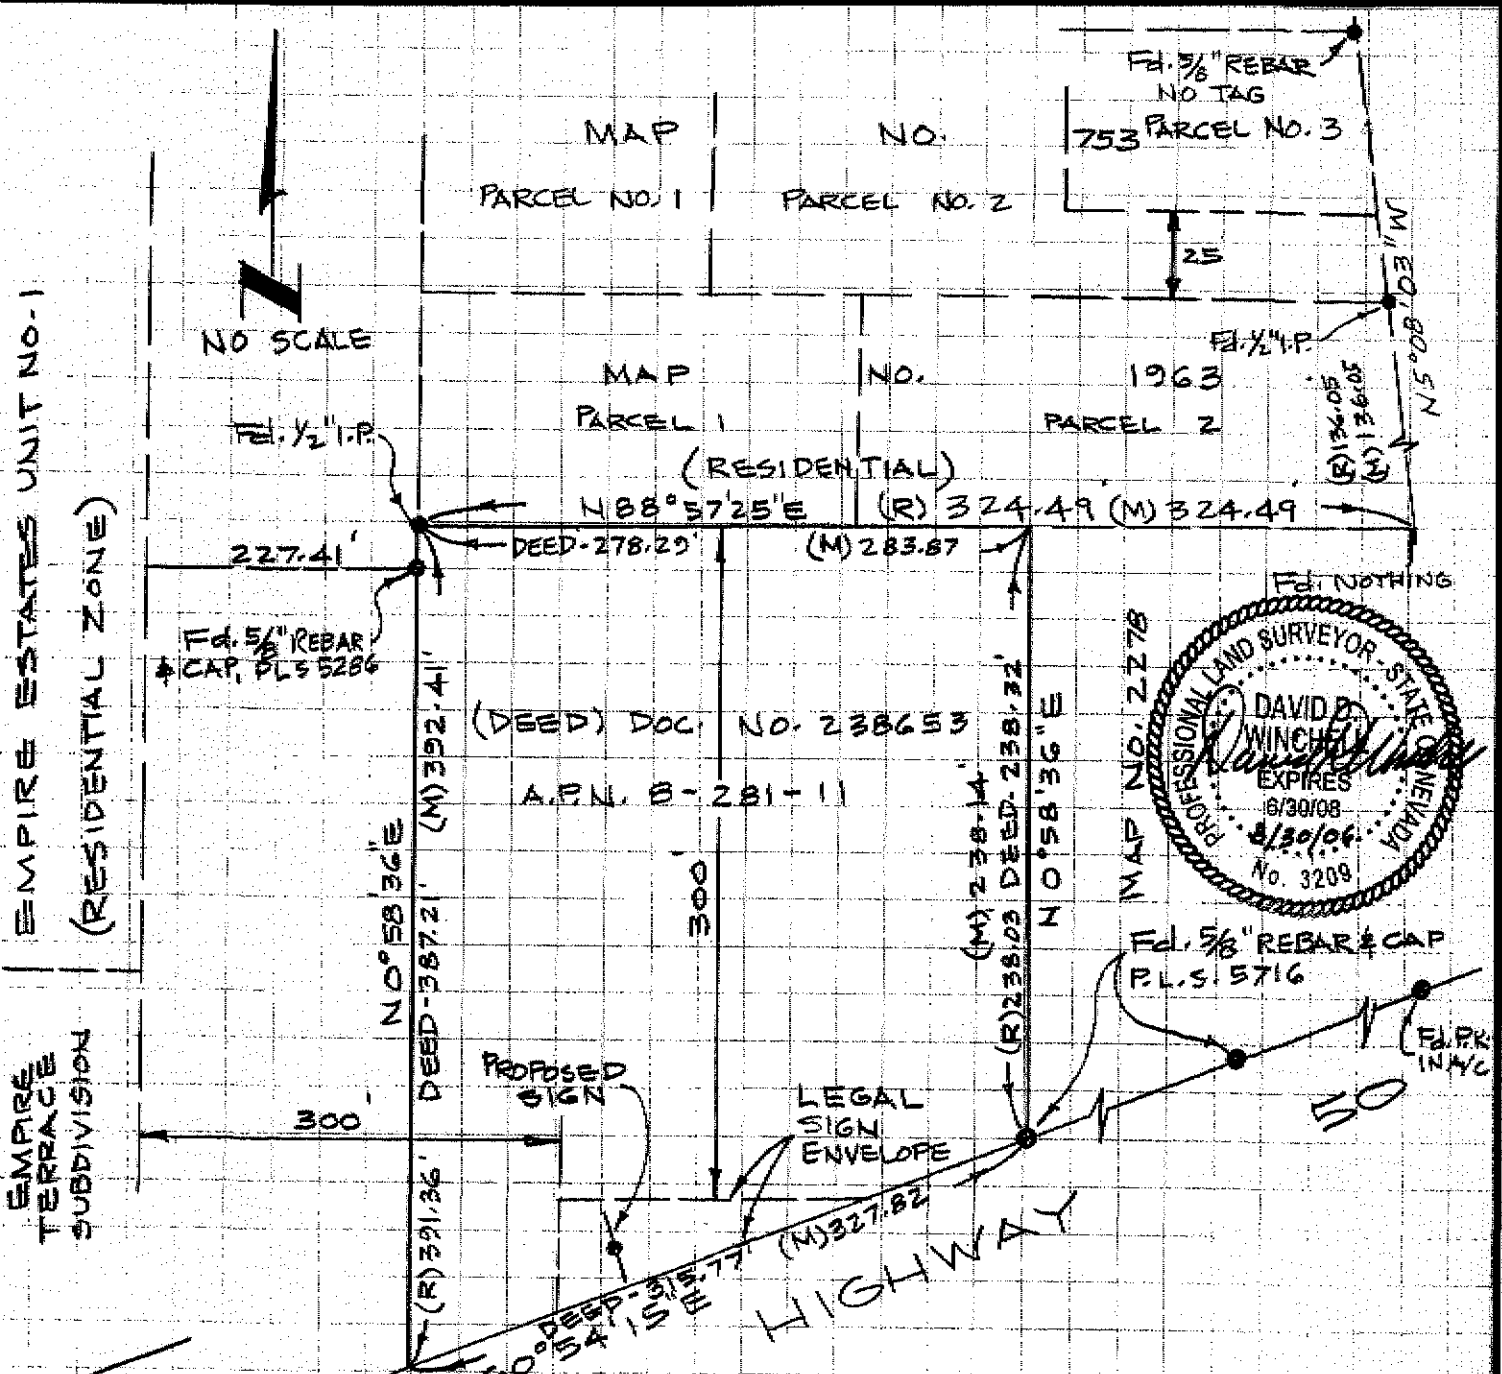 Fd. 5/8" REBAR
NO TAG
MAP NO. 753
PARCEL NO. 3
PARCEL NO. 1
PARCEL NO. 2
25
N 5°08'03" W
NO SCALE
Fd. 1/2" I.P.
MAP NO. 1963
(R) 136.05'
(M) 136.05'
Fd. 1/2" I.P.
PARCEL 1
PARCEL 2
(RESIDENTIAL)
N 88°57'25" E (R) 324.49' (M) 324.49'
DEED-278.29' (M) 283.87
227.41'
Fd. NOTHING
Fd. 5/8" REBAR
& CAP, PLS 5286
EMPIRE ESTATES UNIT NO. 1
(RESIDENTIAL ZONE)
(DEED) DOC. NO. 238653
A.P.N. 8-281-11
300'
N 0°58'36" E
(R) 391.36' DEED-387.21' (M) 392.41'
(M) 238.14'
(R) 238.03 DEED-238.32'
N 0°58'36" E
MAP NO. 2278
PROFESSIONAL LAND SURVEYOR - STATE OF NEVADA
DAVID D.
WINCHELL
EXPIRES
6/30/08
8/30/06
No. 3209
Fd. 5/8" REBAR & CAP
P.L.S. 5716
Fd. P.K.
IN A/C
EMPIRE
TERRACE
SUBDIVISION
300'
PROPOSED
SIGN
LEGAL
SIGN
ENVELOPE
DEED-315.77' (M) 327.82
0°54'15" E
HIGHWAY 50